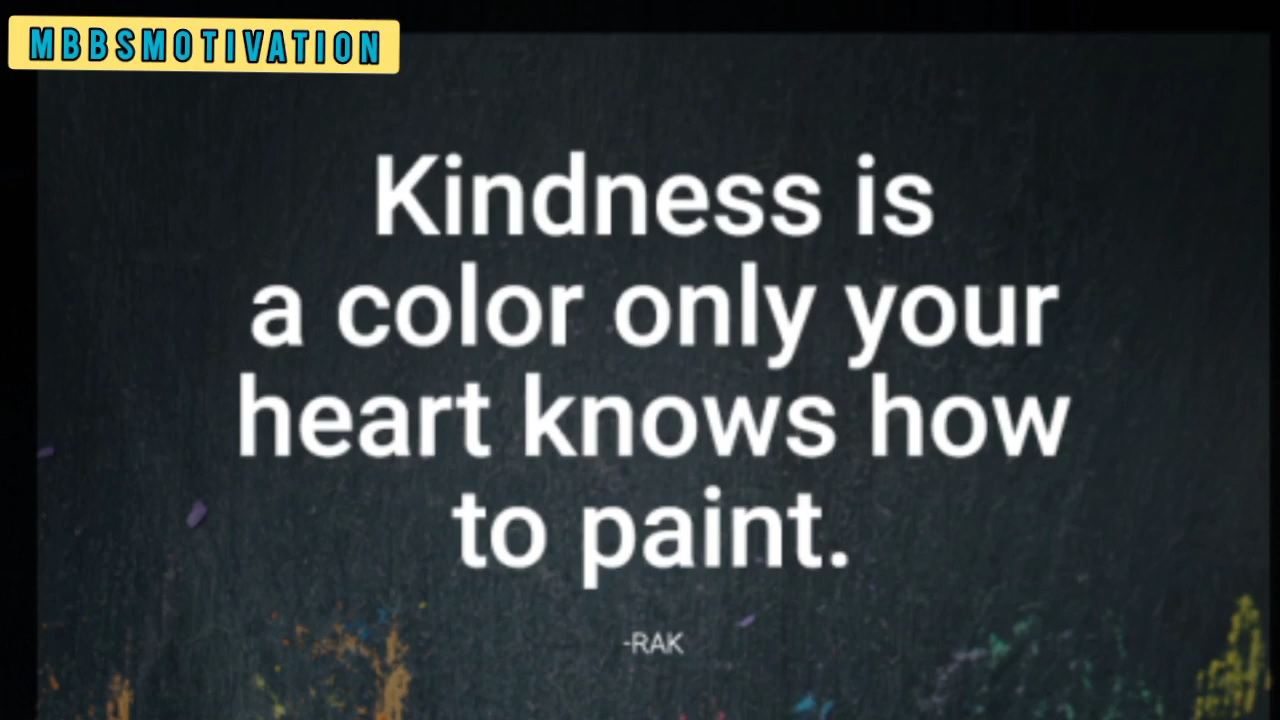 MBBSMOTIVATION
Kindness is
a color only your
heart knows how
to paint.
-RAK